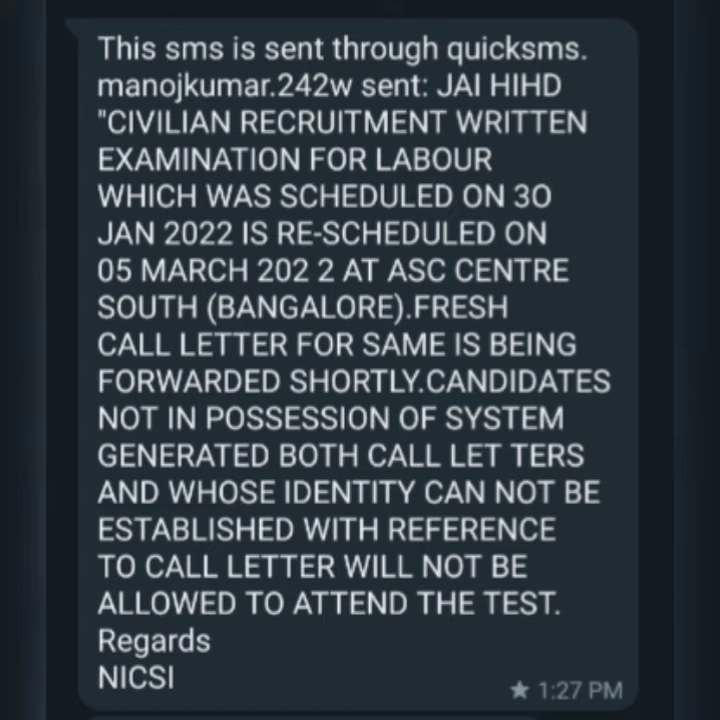 This sms is sent through quicksms.
manojkumar.242w sent: JAI HIHD
"CIVILIAN RECRUITMENT WRITTEN
EXAMINATION FOR LABOUR
WHICH WAS SCHEDULED ON 3O
JAN 2022 IS RE-SCHEDULED ON
05 MARCH 202 2 AT ASC CENTRE
SOUTH (BANGALORE).FRESH
CALL LETTER FOR SAME IS BEING
FORWARDED SHORTLY.CANDIDATES
NOT IN POSSESSION OF SYSTEM
GENERATED BOTH CALL LET TERS
AND WHOSE IDENTITY CAN NOT BE
ESTABLISHED WITH REFERENCE
TO CALL LETTER WILL NOT BE
ALLOWED TO ATTEND THE TEST.
Regards
NICSI
★ 1:27 PM